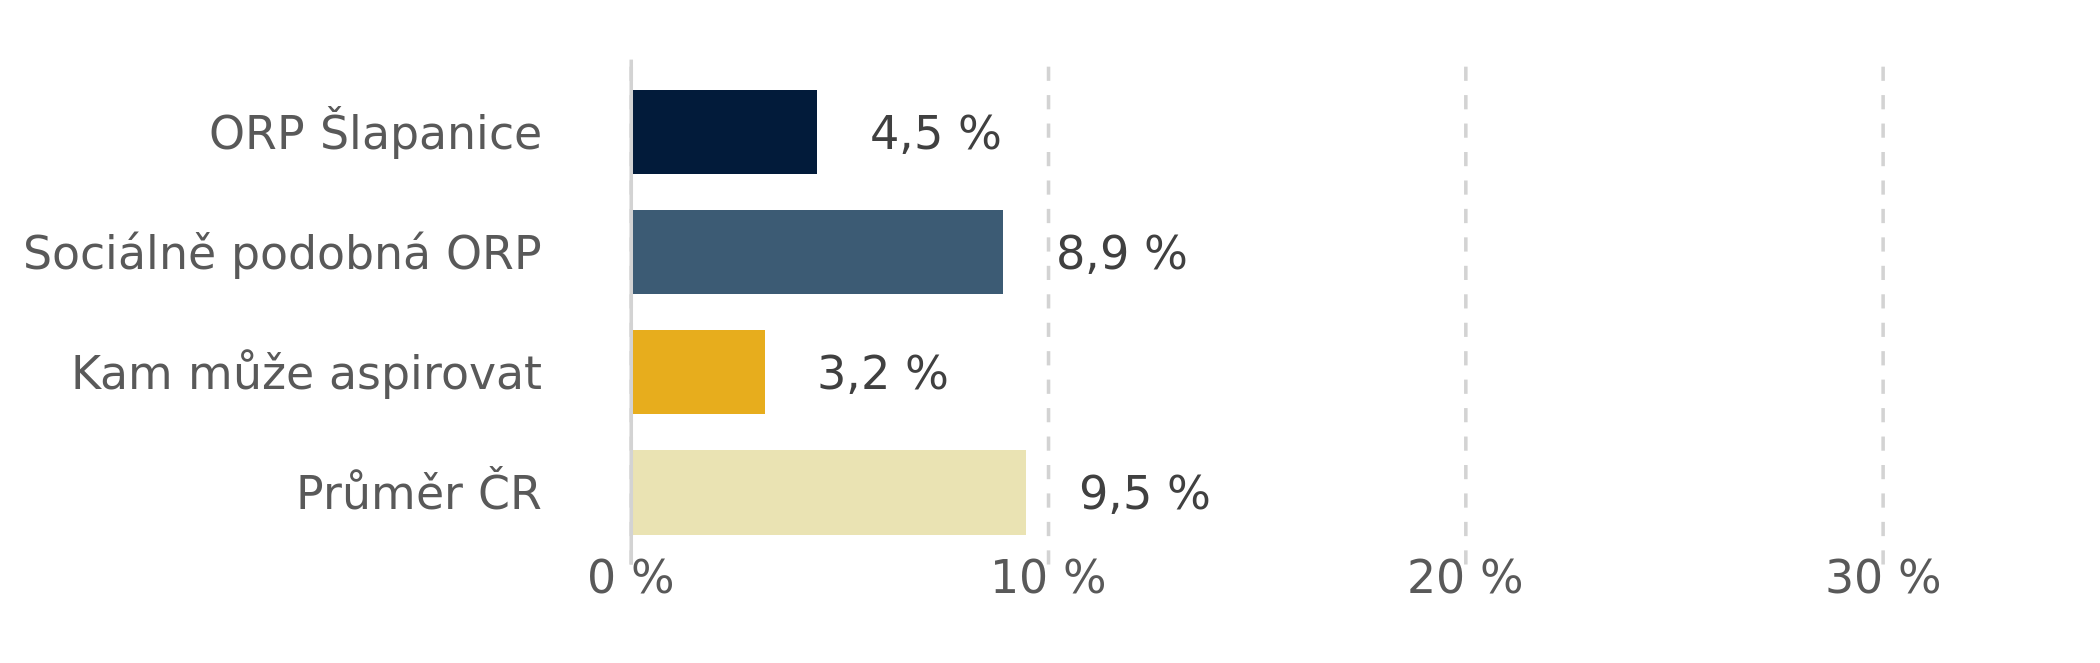 ORP Šlapanice 4,5 %
Sociálně podobná ORP 8,9 %
Kam může aspirovat 3,2 %
Průměr ČR 9,5 %
0 % 10 % 20 % 30 %